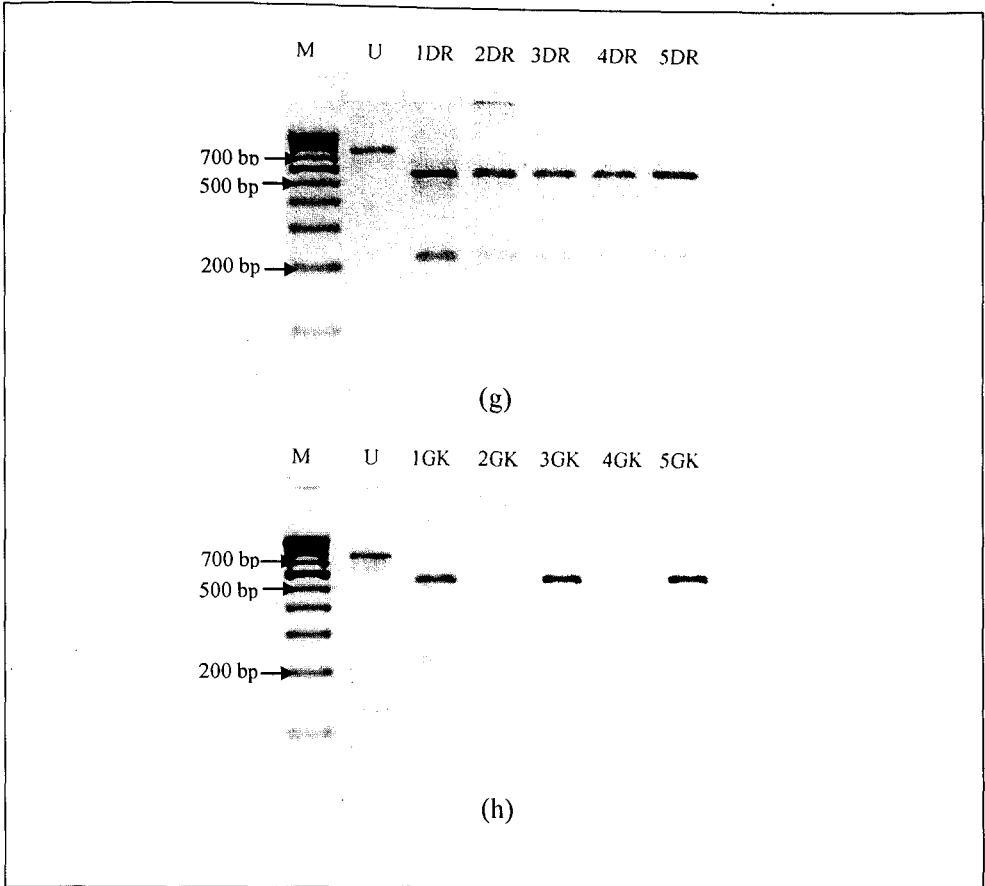 M U 1DR 2DR 3DR 4DR 5DR
700 bp
500 bp
200 bp
(g)
M U 1GK 2GK 3GK 4GK 5GK
700 bp
500 bp
200 bp
(h)